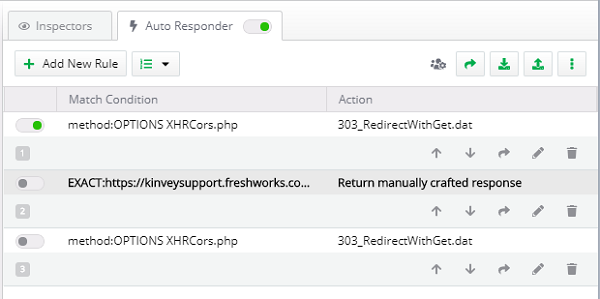 Inspectors
Auto Responder
Add New Rule
Match Condition Action
method:OPTIONS XHRCors.php 303_RedirectWithGet.dat
1
EXACT:https://kinveysupport.freshworks.co... Return manually crafted response
2
method:OPTIONS XHRCors.php 303_RedirectWithGet.dat
3